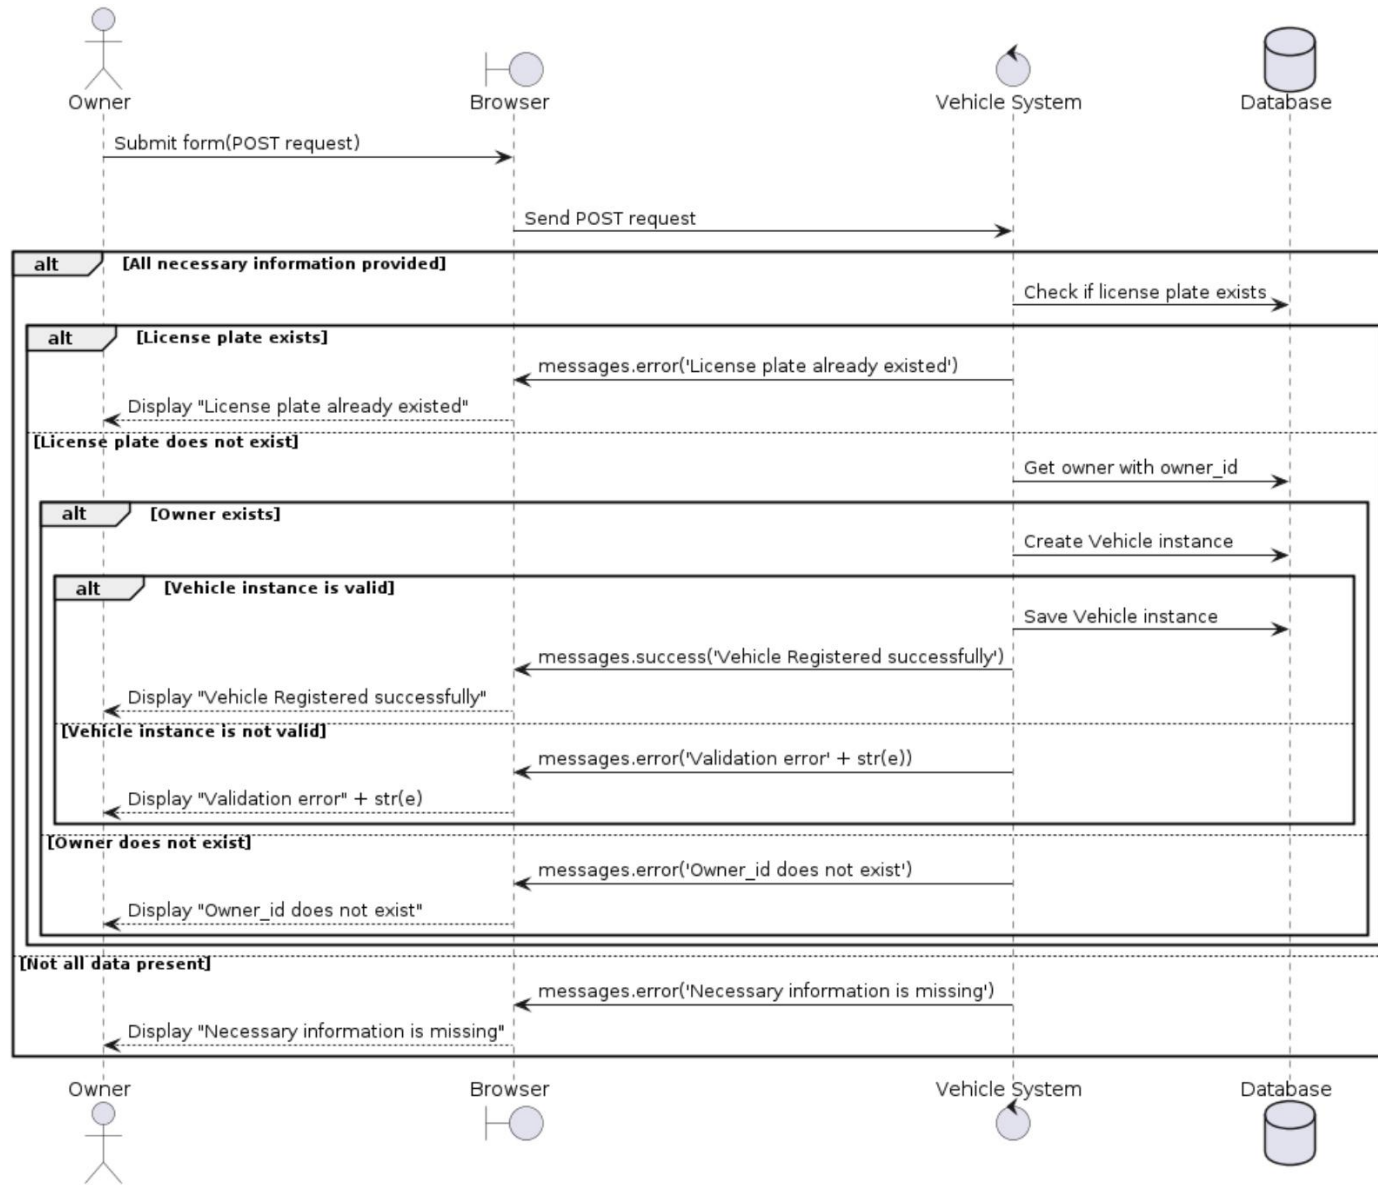 Owner
Browser
Vehicle System
Database
Submit form(POST request)
Send POST request
alt [All necessary information provided]
Check if license plate exists
alt [License plate exists]
messages.error('License plate already existed')
Display "License plate already existed"
[License plate does not exist]
Get owner with owner_id
alt [Owner exists]
Create Vehicle instance
alt [Vehicle instance is valid]
Save Vehicle instance
messages.success('Vehicle Registered successfully')
Display "Vehicle Registered successfully"
[Vehicle instance is not valid]
messages.error('Validation error' + str(e))
Display "Validation error" + str(e)
[Owner does not exist]
messages.error('Owner_id does not exist')
Display "Owner_id does not exist"
[Not all data present]
messages.error('Necessary information is missing')
Display "Necessary information is missing"
Owner
Browser
Vehicle System
Database